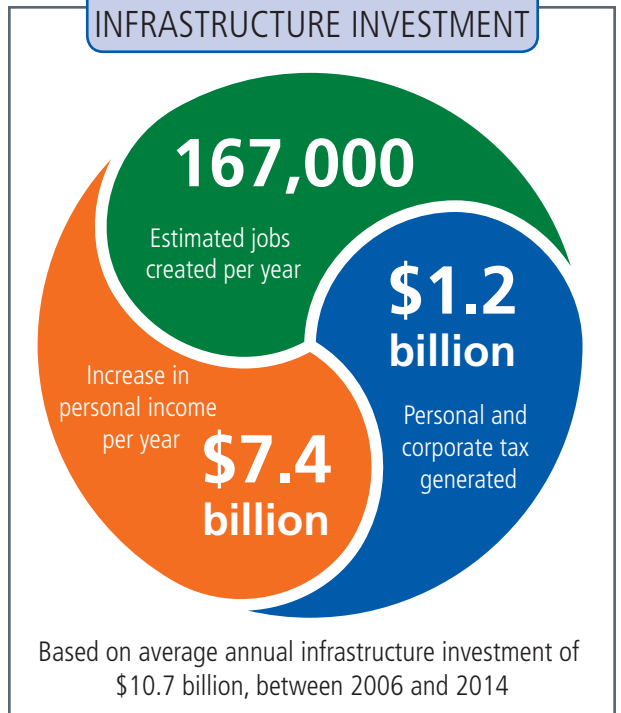 INFRASTRUCTURE INVESTMENT
167,000
Estimated jobs
created per year
$1.2
billion
Personal and
corporate tax
generated
Increase in
personal income
per year
$7.4
billion
Based on average annual infrastructure investment of
$10.7 billion, between 2006 and 2014